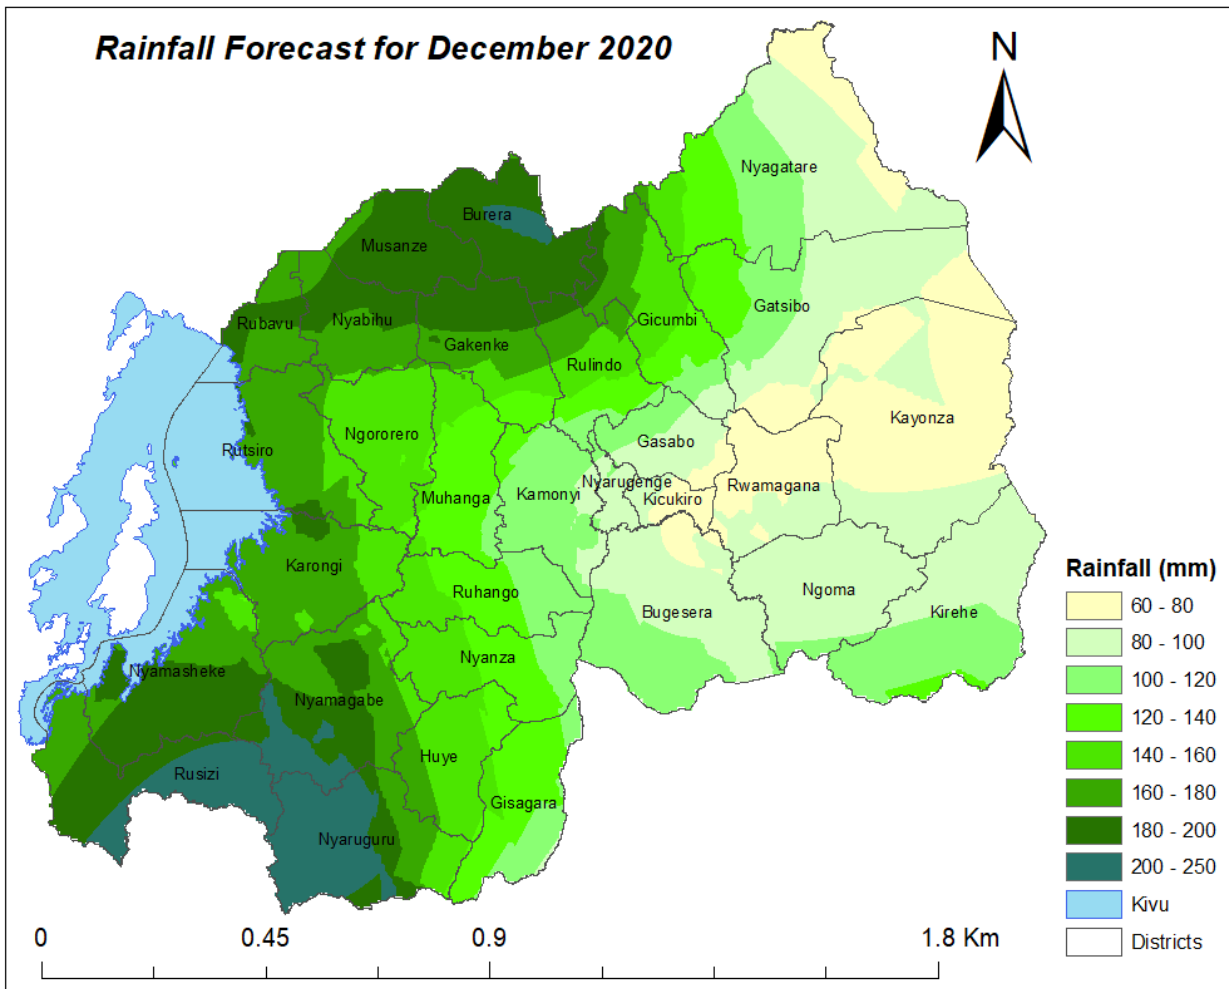 Rainfall Forecast for December 2020
N
Nyagatare
Burera
Musanze
Gatsibo
Rubavu
Nyabihu
Gicumbi
Gakenke
Rulindo
Kayonza
Ngororero
Gasabo
Rutsiro
Nyarugenge
Rwamagana
Muhanga
Kamonyi
Kicukiro
Karongi
Ruhango
Ngoma
Bugesera
Kirehe
Nyanza
Nyamasheke
Nyamagabe
Huye
Rusizi
Gisagara
Nyaruguru
Rainfall (mm)
60 - 80
80 - 100
100 - 120
120 - 140
140 - 160
160 - 180
180 - 200
200 - 250
Kivu
Districts
0 0.45 0.9 1.8 Km